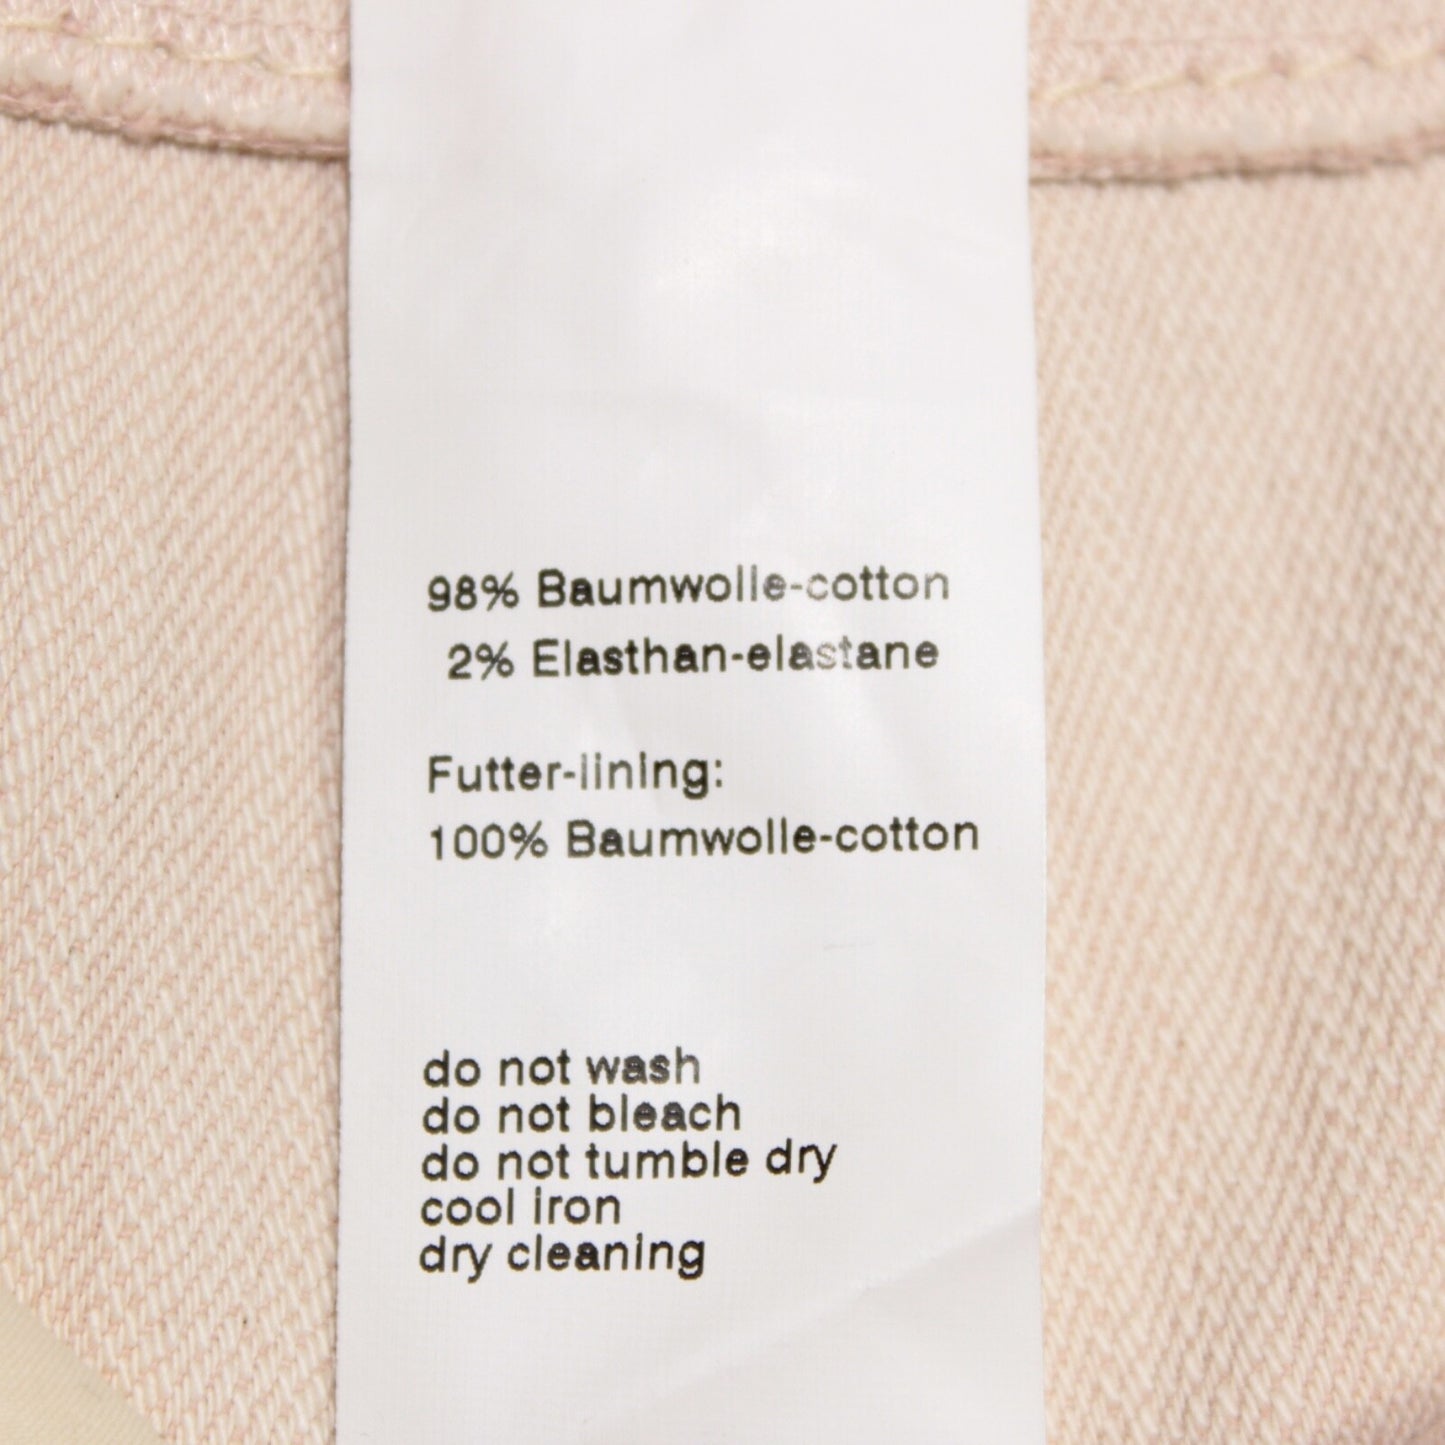 98% Baumwolle-cotton
2% Elasthan-elastane
Futter-lining:
100% Baumwolle-cotton
do not wash
do not bleach
do not tumble dry
cool iron
dry cleaning